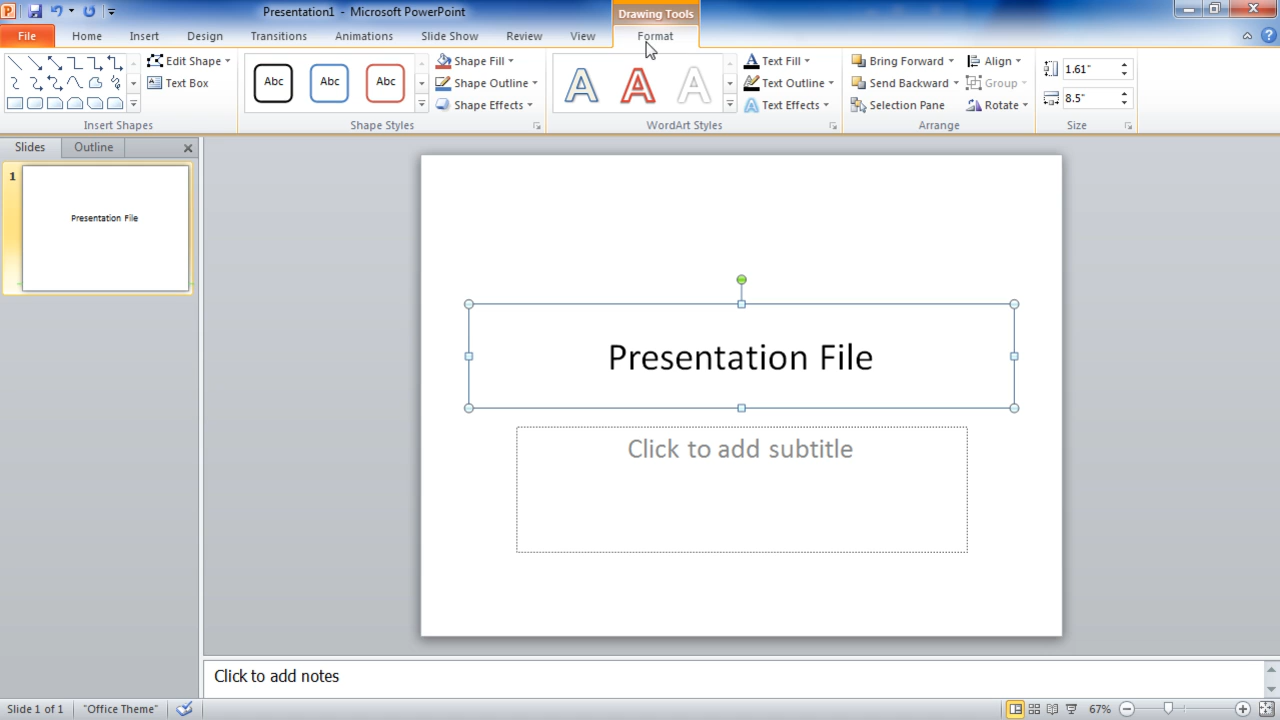 Presentation1 - Microsoft PowerPoint
Drawing Tools
File Home Insert Design Transitions Animations Slide Show Review View Format
Edit Shape
Text Box
Insert Shapes
Abc Abc Abc
Shape Fill
Shape Outline
Shape Effects
Shape Styles
A A A
Text Fill
Text Outline
Text Effects
WordArt Styles
Bring Forward
Send Backward
Selection Pane
Align
Group
Rotate
Arrange
1.61"
8.5"
Size
Slides Outline
1
Presentation File
Presentation File
Click to add subtitle
Click to add notes
Slide 1 of 1 "Office Theme" 67%